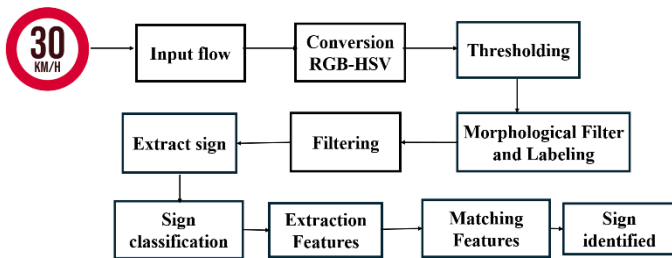 30
KM/H
Input flow
Conversion
RGB-HSV
Thresholding
Morphological Filter
and Labeling
Filtering
Extract sign
Sign
classification
Extraction
Features
Matching
Features
Sign
identified